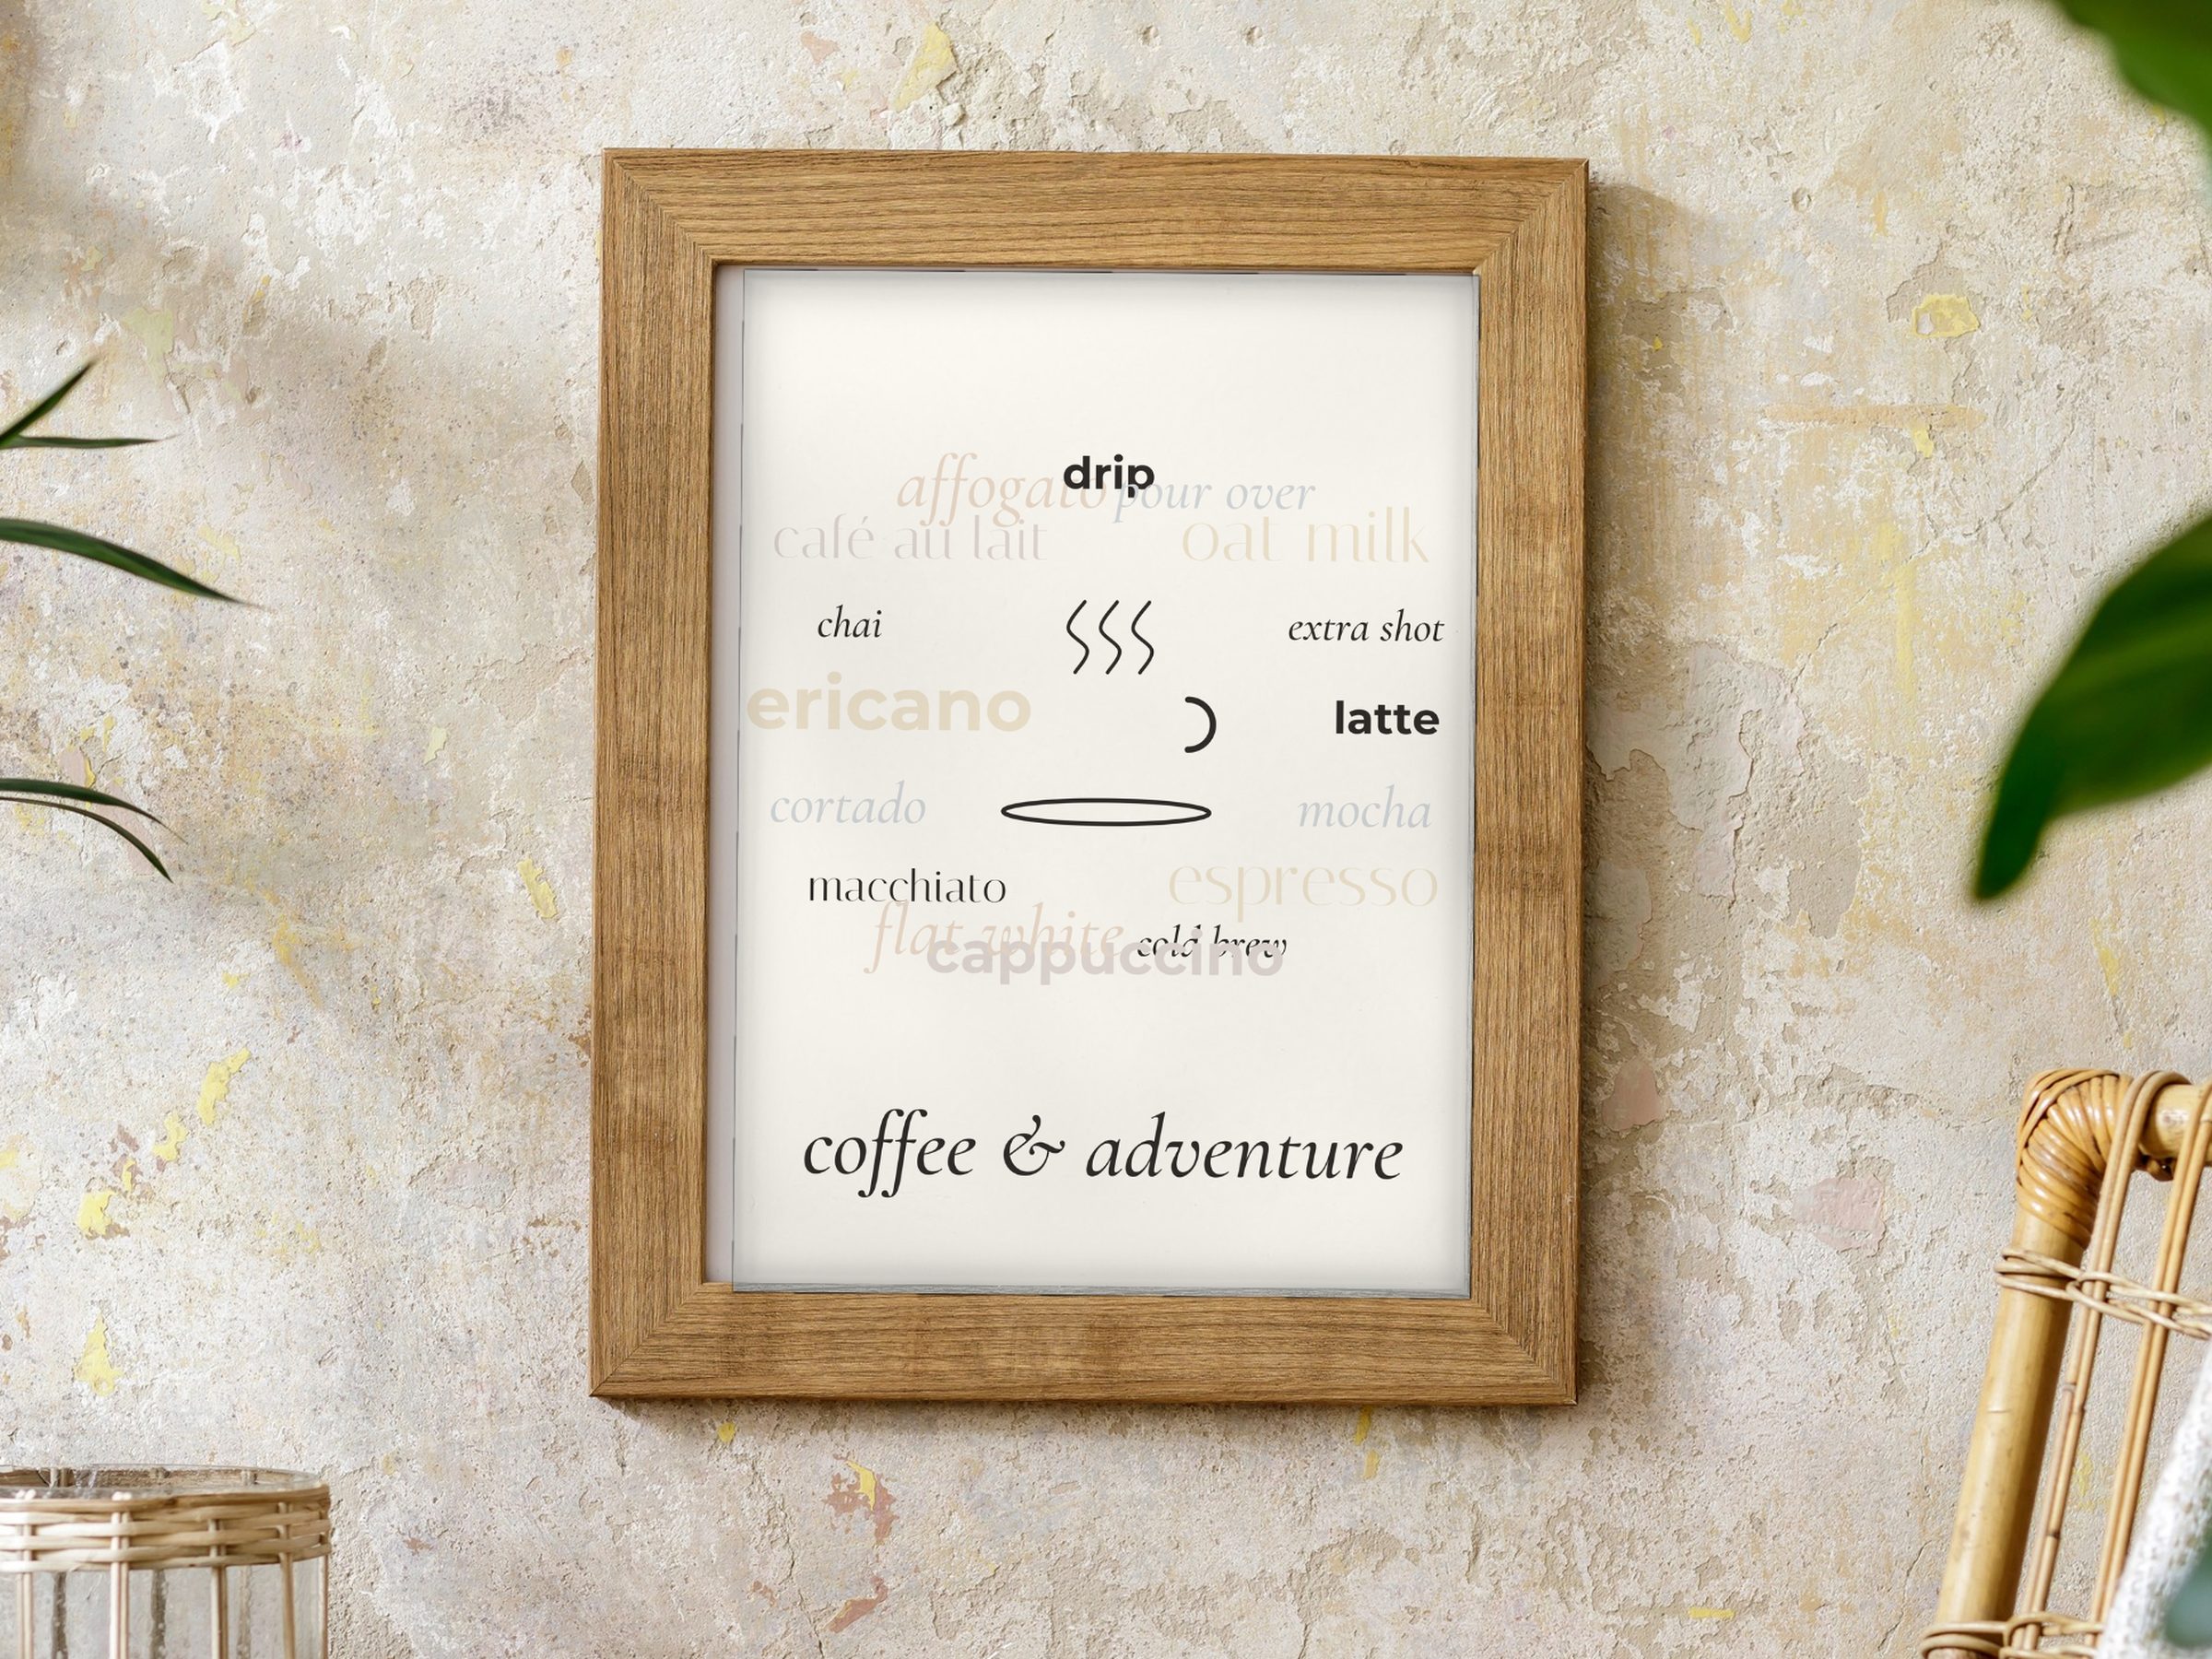 drip
affogato pour over
café au lait oat milk
chai extra shot
ericano latte
cortado mocha
macchiato espresso
flat white cold brew
cappuccino
coffee & adventure